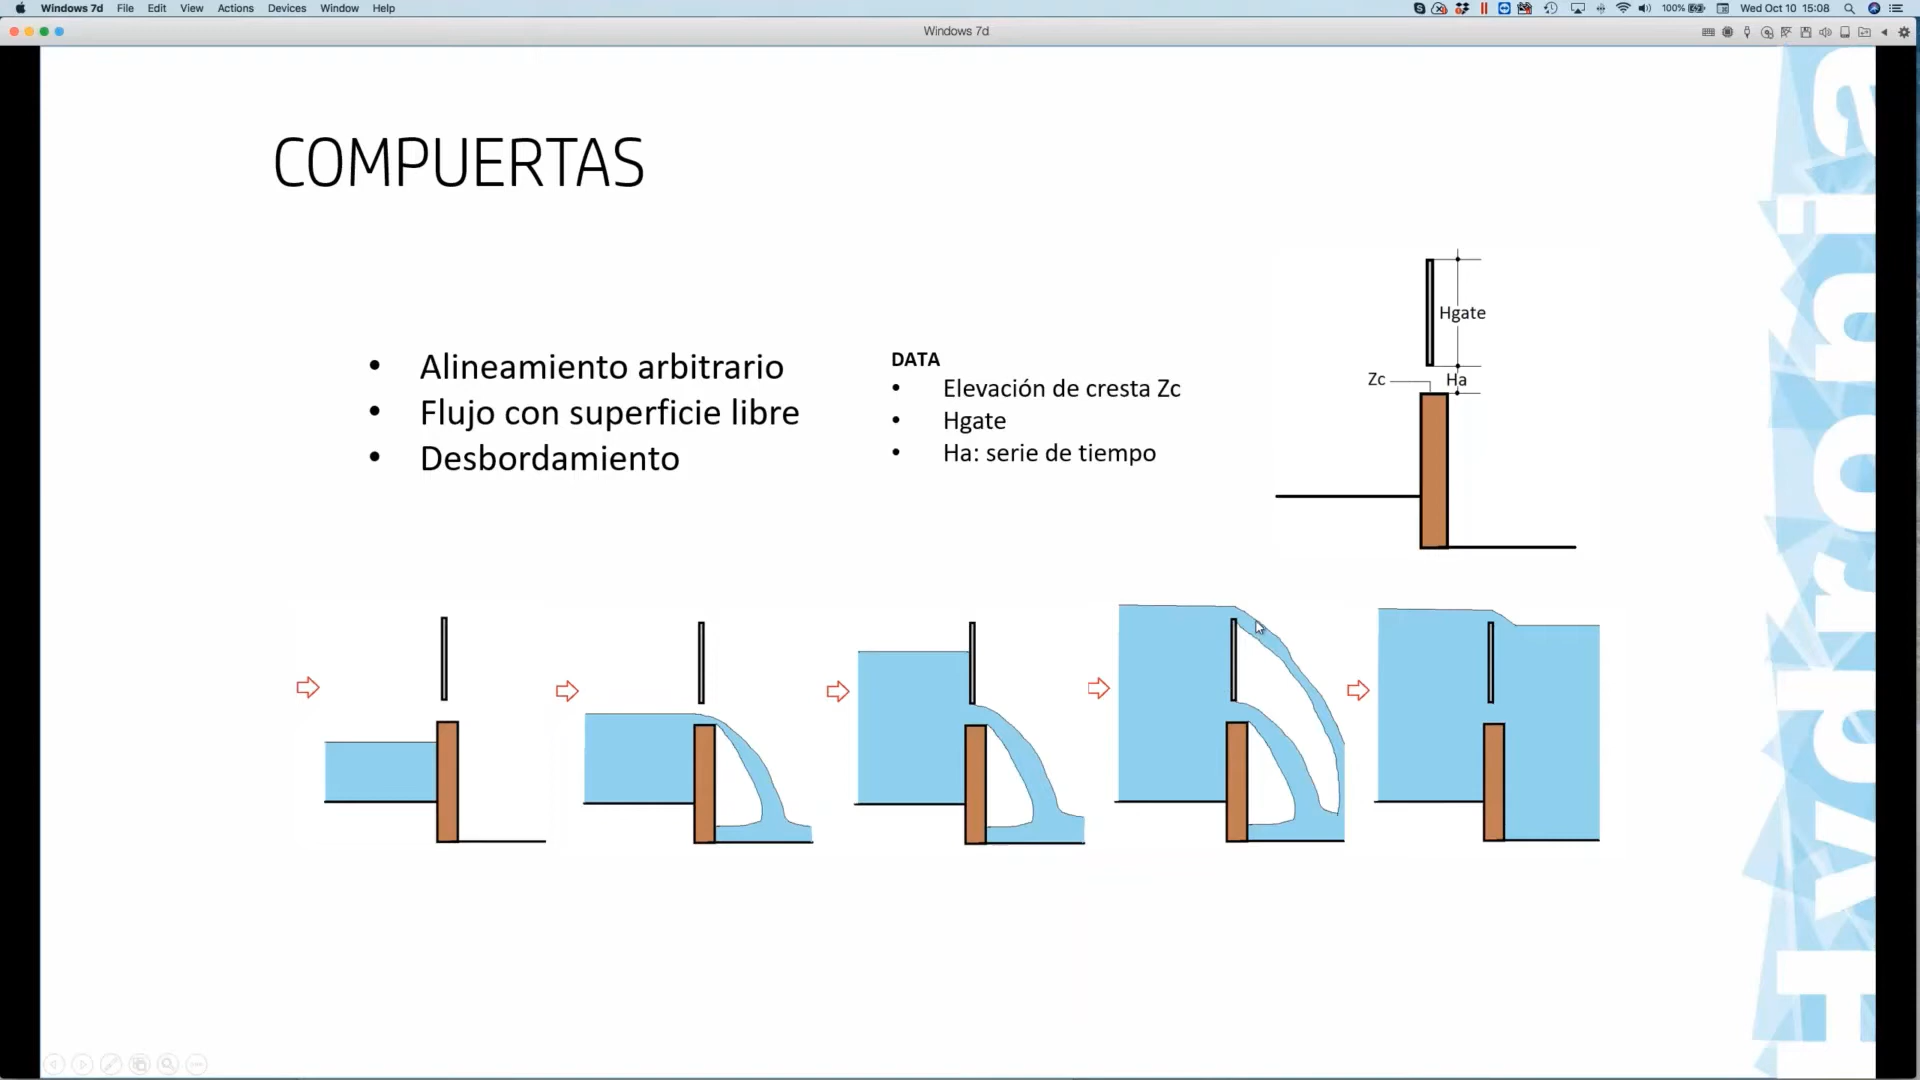 Windows 7d File Edit View Actions Devices Window Help
100% Wed Oct 10 15:08
Windows 7d
COMPUERTAS
• Alineamiento arbitrario
• Flujo con superficie libre
• Desbordamiento
DATA
• Elevación de cresta Zc
• Hgate
• Ha: serie de tiempo
Hgate
Zc
Ha
Hydronia